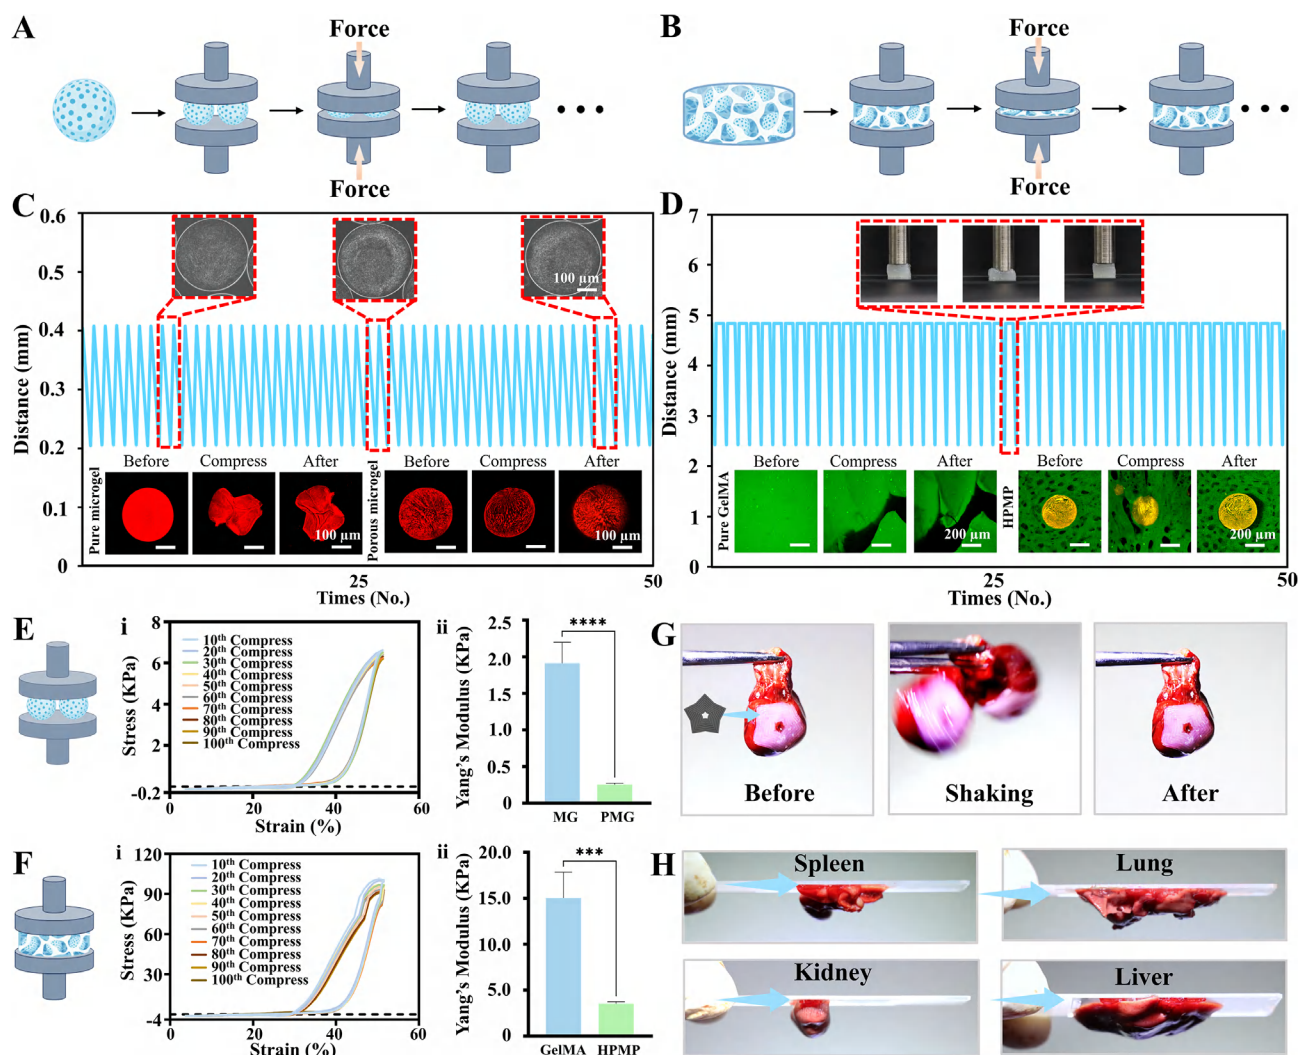 A
Force
Force
B
Force
Force
C
0.6
0.5
0.4
0.3
0.2
0.1
0
Distance (mm)
100 µm
Before
Compress
After
Pure microgel
100 µm
Before
Compress
After
Porous microgel
100 µm
25
50
Times (No.)
D
7
6
5
4
3
2
1
0
Distance (mm)
Before
Compress
After
Pure GelMA
200 µm
Before
Compress
After
HPMP
200 µm
25
50
Times (No.)
E
i
8
6
2
-0.2
Stress (KPa)
10th Compress
20th Compress
30th Compress
40th Compress
50th Compress
60th Compress
70th Compress
80th Compress
90th Compress
100th Compress
0
20
40
60
Strain (%)
ii
2.5
2.0
1.5
1.0
0.5
0
Yang's Modulus (KPa)
****
MG
PMG
G
Before
Shaking
After
F
i
120
90
60
30
-4
Stress (KPa)
10th Compress
20th Compress
30th Compress
40th Compress
50th Compress
60th Compress
70th Compress
80th Compress
90th Compress
100th Compress
0
20
40
60
Strain (%)
ii
20.0
15.0
10.0
5.0
0
Yang's Modulus (KPa)
***
GelMA
HPMP
H
Spleen
Lung
Kidney
Liver